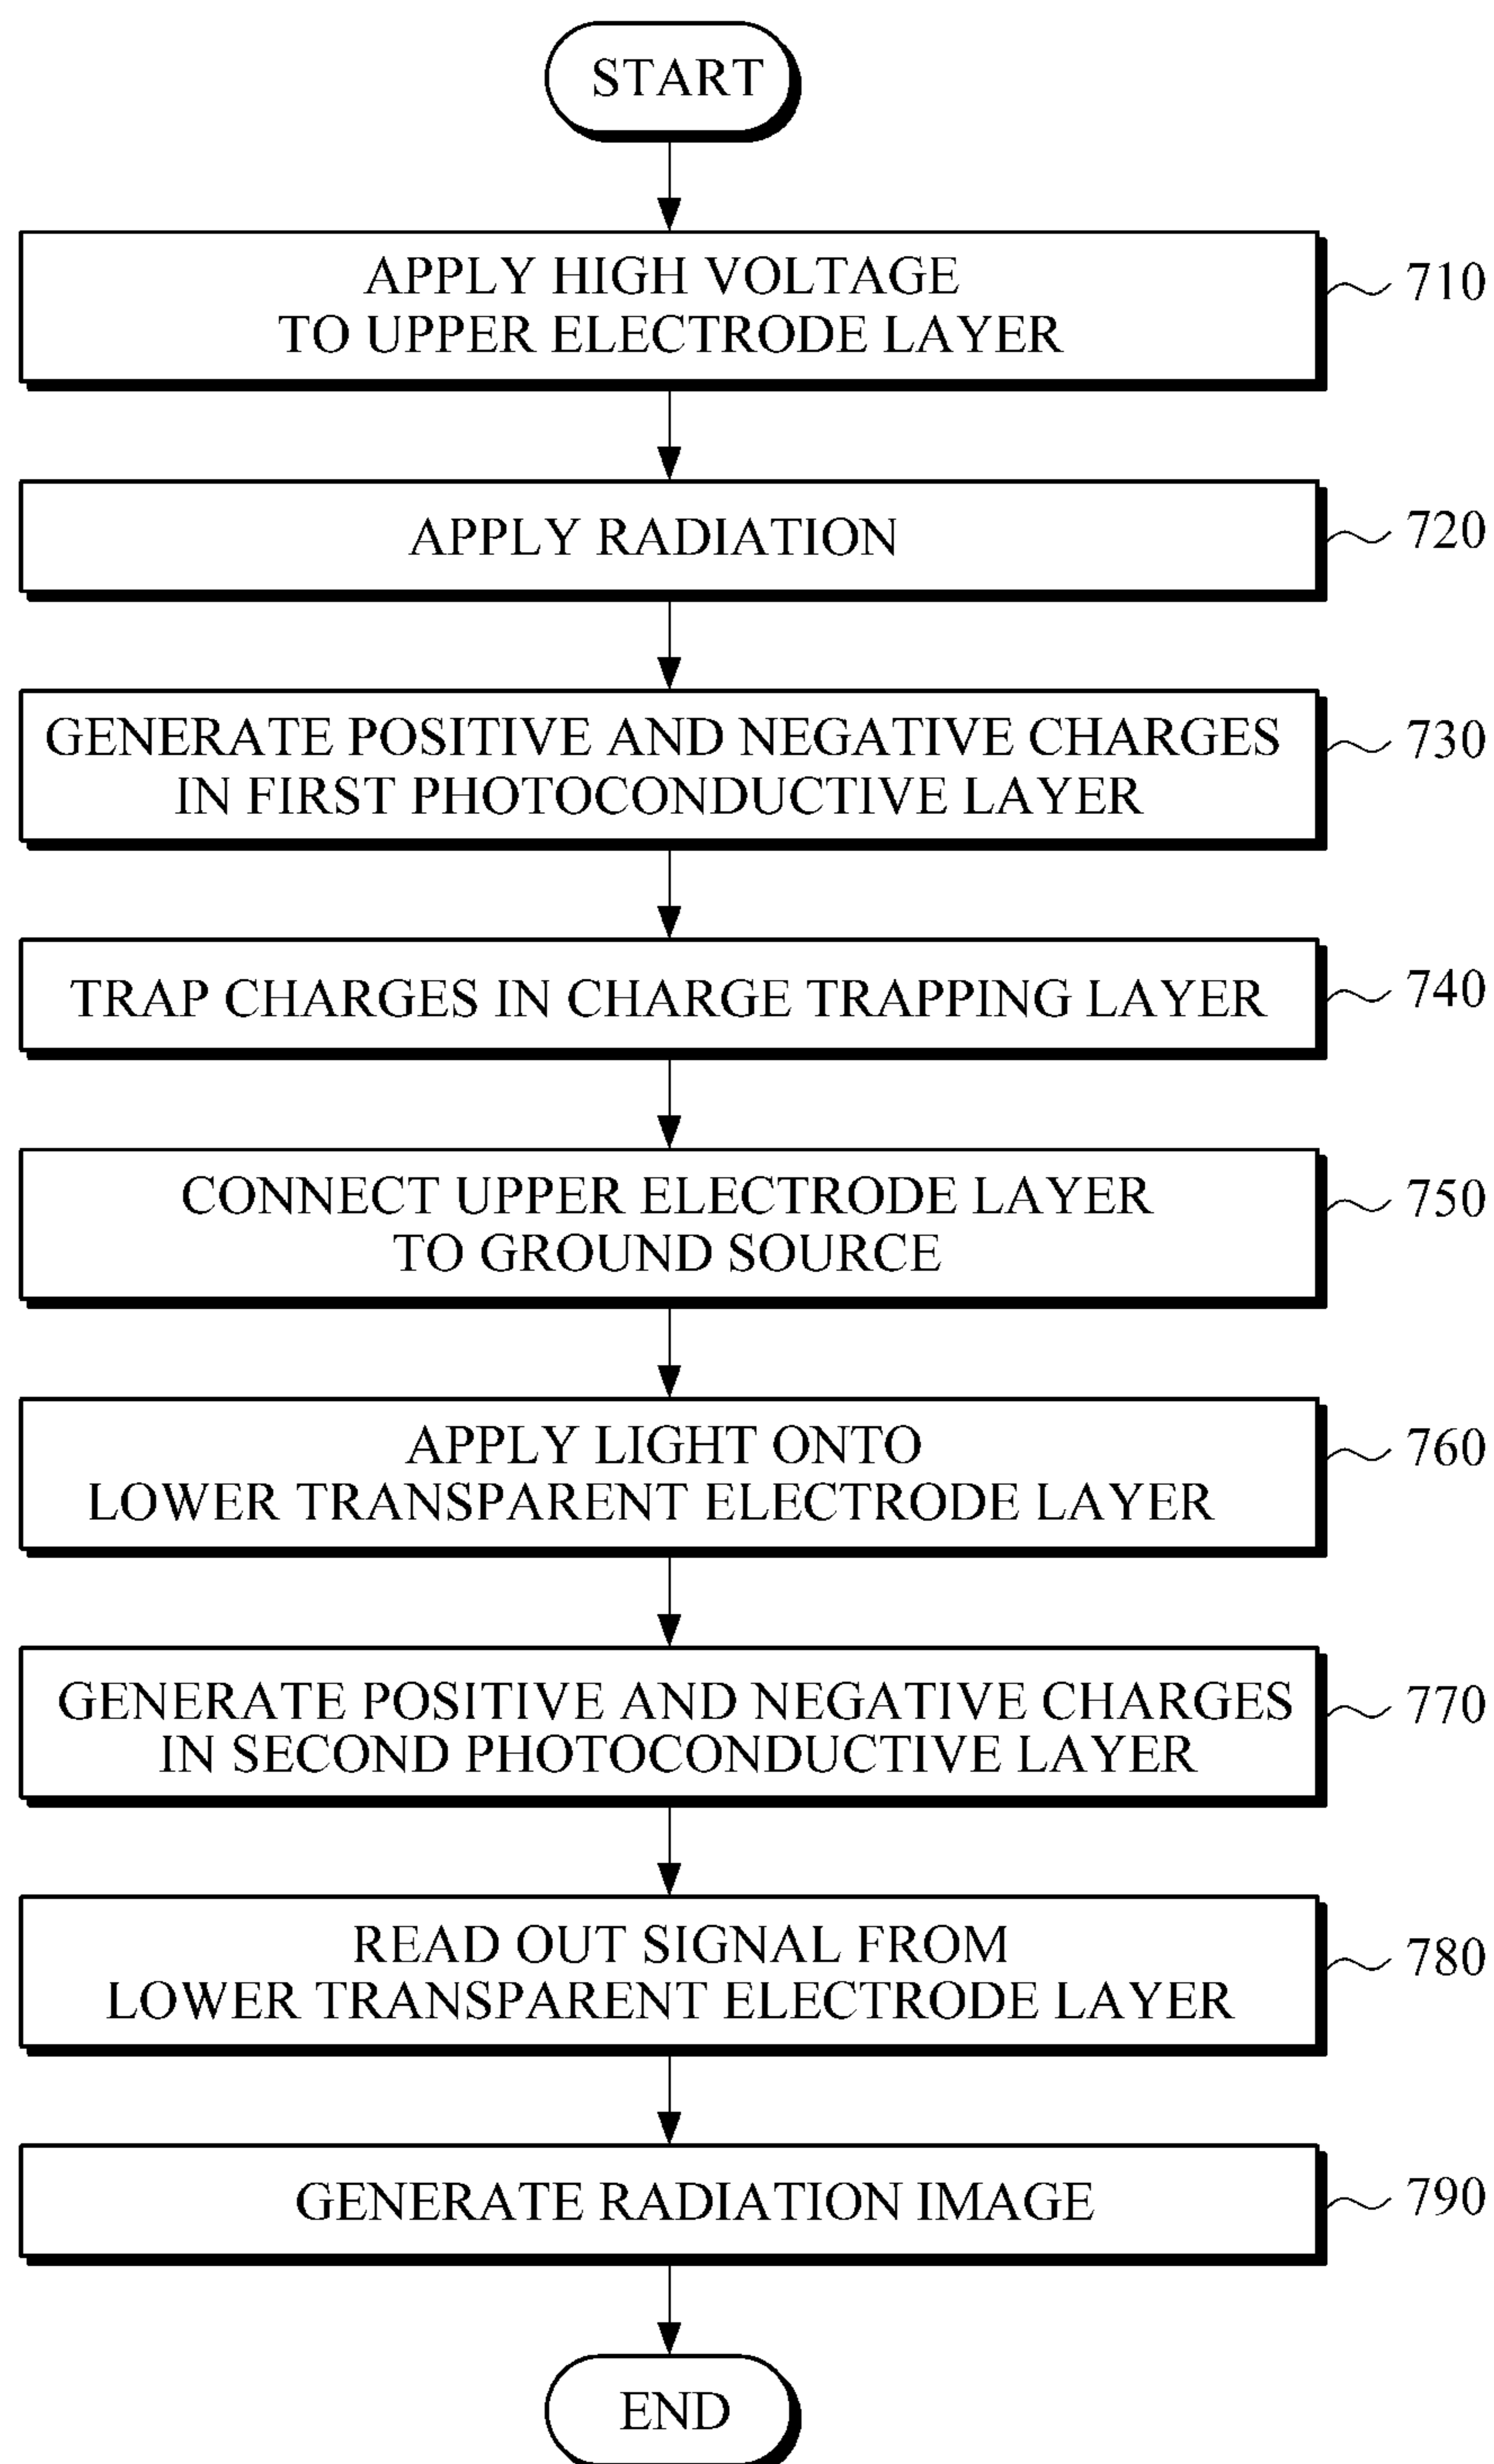 START
APPLY HIGH VOLTAGE
TO UPPER ELECTRODE LAYER
710
APPLY RADIATION
720
GENERATE POSITIVE AND NEGATIVE CHARGES
IN FIRST PHOTOCONDUCTIVE LAYER
730
TRAP CHARGES IN CHARGE TRAPPING LAYER
740
CONNECT UPPER ELECTRODE LAYER
TO GROUND SOURCE
750
APPLY LIGHT ONTO
LOWER TRANSPARENT ELECTRODE LAYER
760
GENERATE POSITIVE AND NEGATIVE CHARGES
IN SECOND PHOTOCONDUCTIVE LAYER
770
READ OUT SIGNAL FROM
LOWER TRANSPARENT ELECTRODE LAYER
780
GENERATE RADIATION IMAGE
790
END